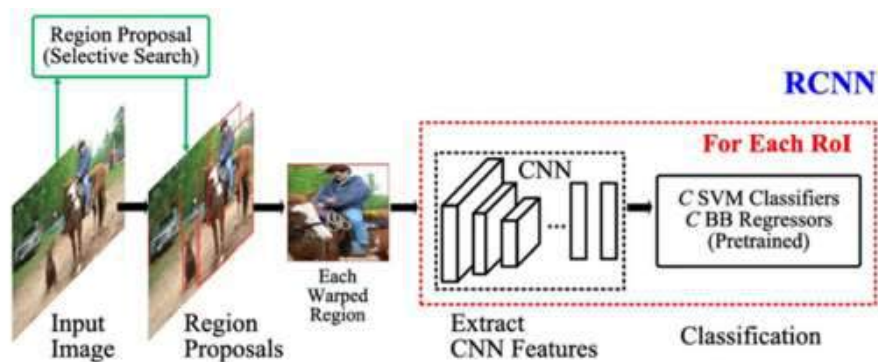 Region Proposal
(Selective Search)
RCNN
For Each RoI
CNN
...
C SVM Classifiers
C BB Regressors
(Pretrained)
Each
Warped
Region
Input
Image
Region
Proposals
Extract
CNN Features
Classification